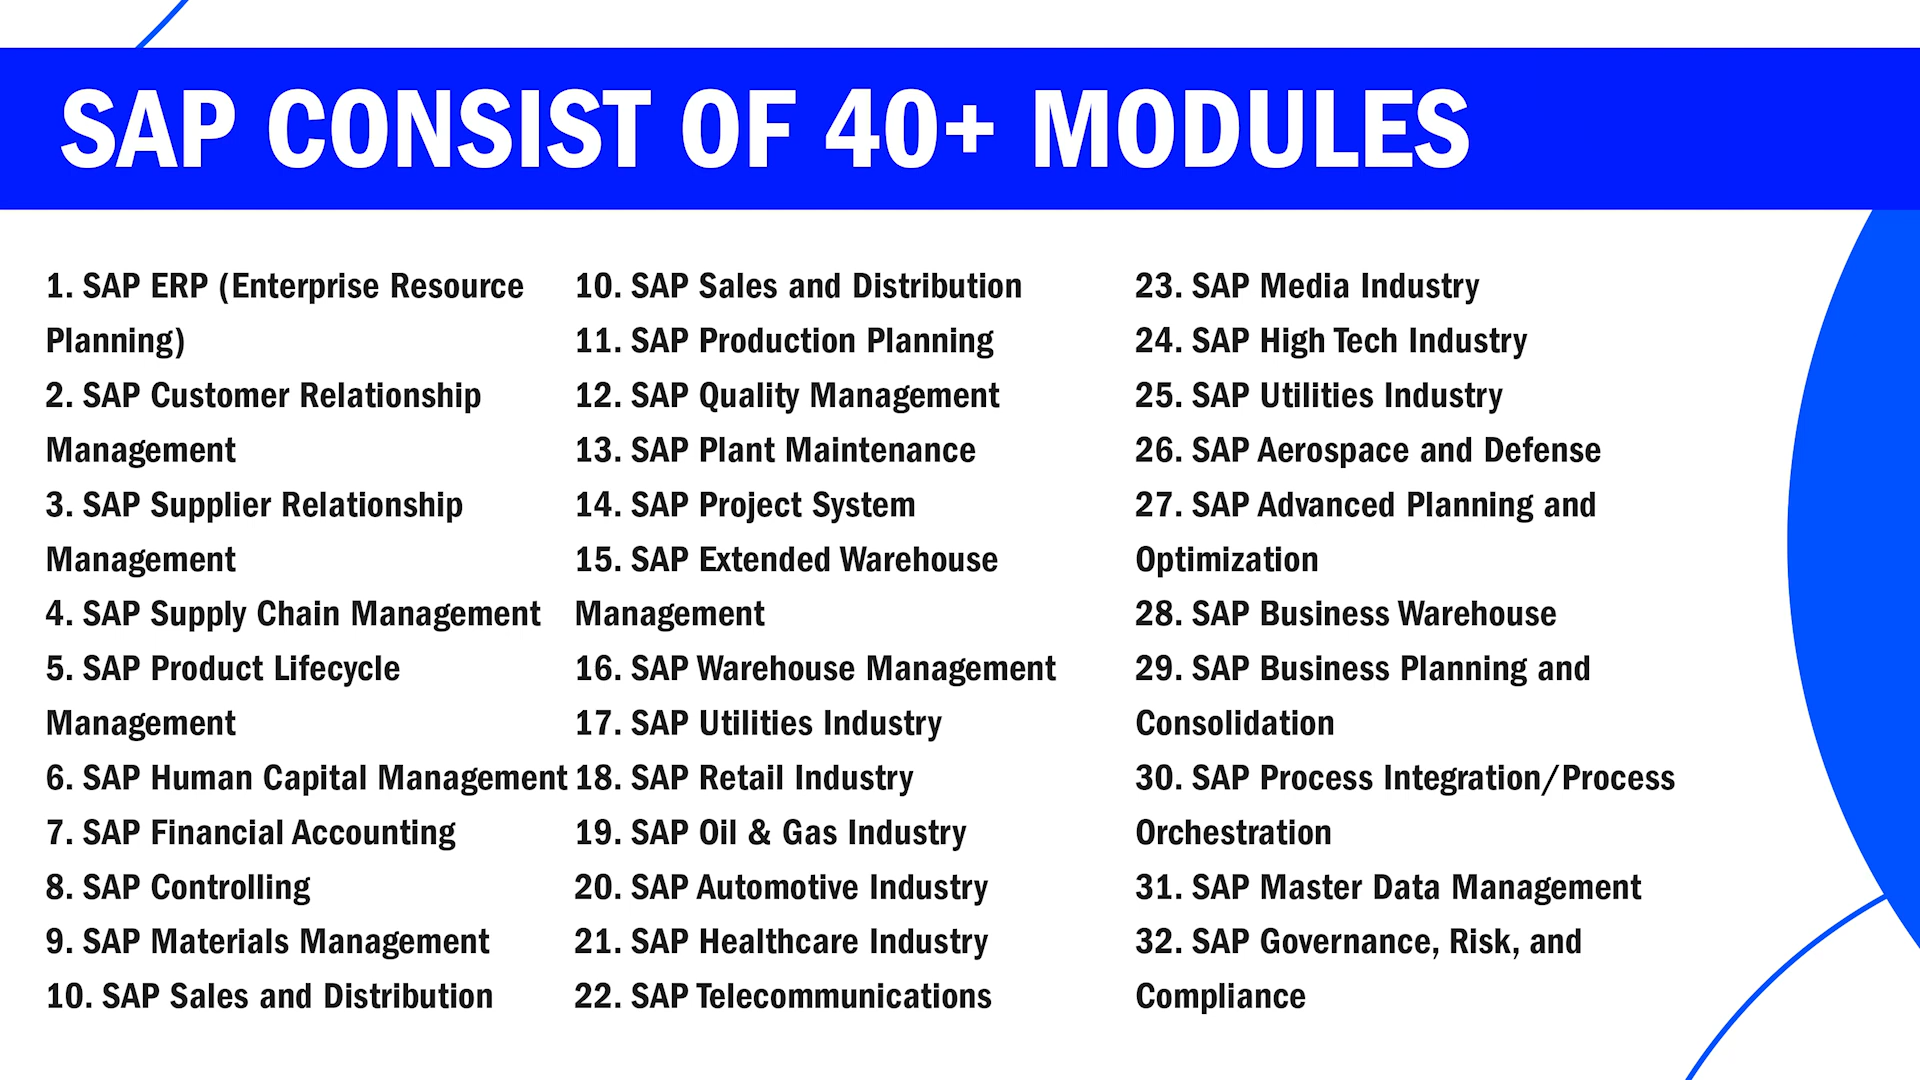 SAP CONSIST OF 40+ MODULES
1. SAP ERP (Enterprise Resource
Planning)
2. SAP Customer Relationship
Management
3. SAP Supplier Relationship
Management
4. SAP Supply Chain Management
5. SAP Product Lifecycle
Management
6. SAP Human Capital Management
7. SAP Financial Accounting
8. SAP Controlling
9. SAP Materials Management
10. SAP Sales and Distribution
10. SAP Sales and Distribution
11. SAP Production Planning
12. SAP Quality Management
13. SAP Plant Maintenance
14. SAP Project System
15. SAP Extended Warehouse
Management
16. SAP Warehouse Management
17. SAP Utilities Industry
18. SAP Retail Industry
19. SAP Oil & Gas Industry
20. SAP Automotive Industry
21. SAP Healthcare Industry
22. SAP Telecommunications
23. SAP Media Industry
24. SAP High Tech Industry
25. SAP Utilities Industry
26. SAP Aerospace and Defense
27. SAP Advanced Planning and
Optimization
28. SAP Business Warehouse
29. SAP Business Planning and
Consolidation
30. SAP Process Integration/Process
Orchestration
31. SAP Master Data Management
32. SAP Governance, Risk, and
Compliance